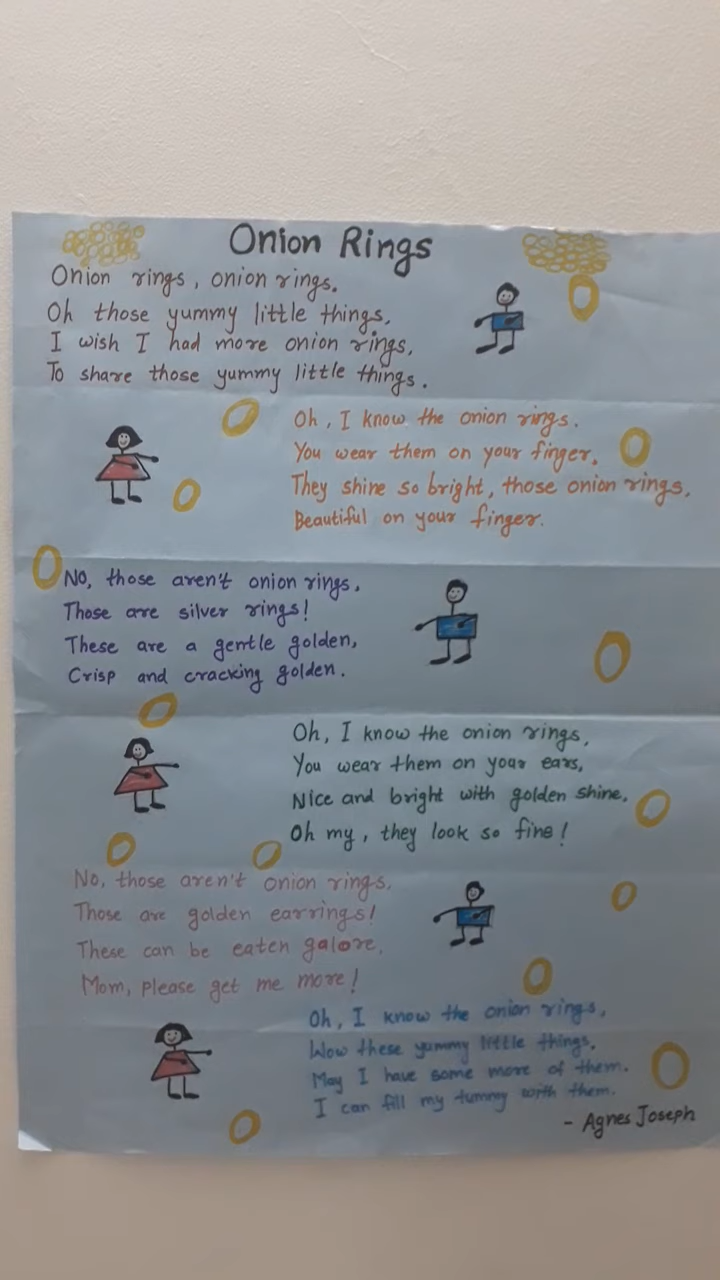 Onion Rings
Onion rings, onion rings.
Oh those yummy little things,
I wish I had more onion rings,
To share those yummy little things.
Oh, I know the onion rings.
You wear them on your finger.
They shine so bright, those onion rings,
Beautiful on your finger.
No, those aren't onion rings,
Those are silver rings!
These are a gentle golden,
Crisp and cracking golden.
Oh, I know the onion rings,
You wear them on your ears,
Nice and bright with golden shine,
Oh my, they look so fine!
No, those aren't onion rings,
Those are golden earrings!
These can be eaten galore,
Mom, please get me more!
Oh, I know the onion rings,
Wow these yummy little things,
May I have some more of them.
I can fill my tummy with them.
- Agnes Joseph